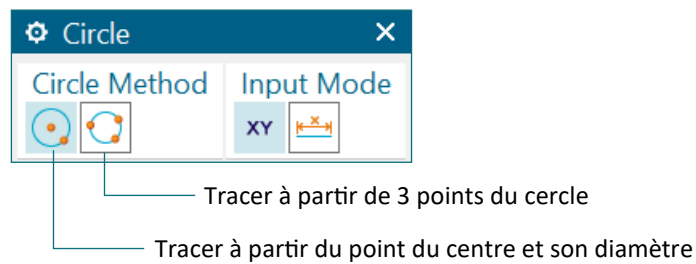 Circle
Circle Method Input Mode
XY x
Tracer à partir de 3 points du cercle
Tracer à partir du point du centre et son diamètre